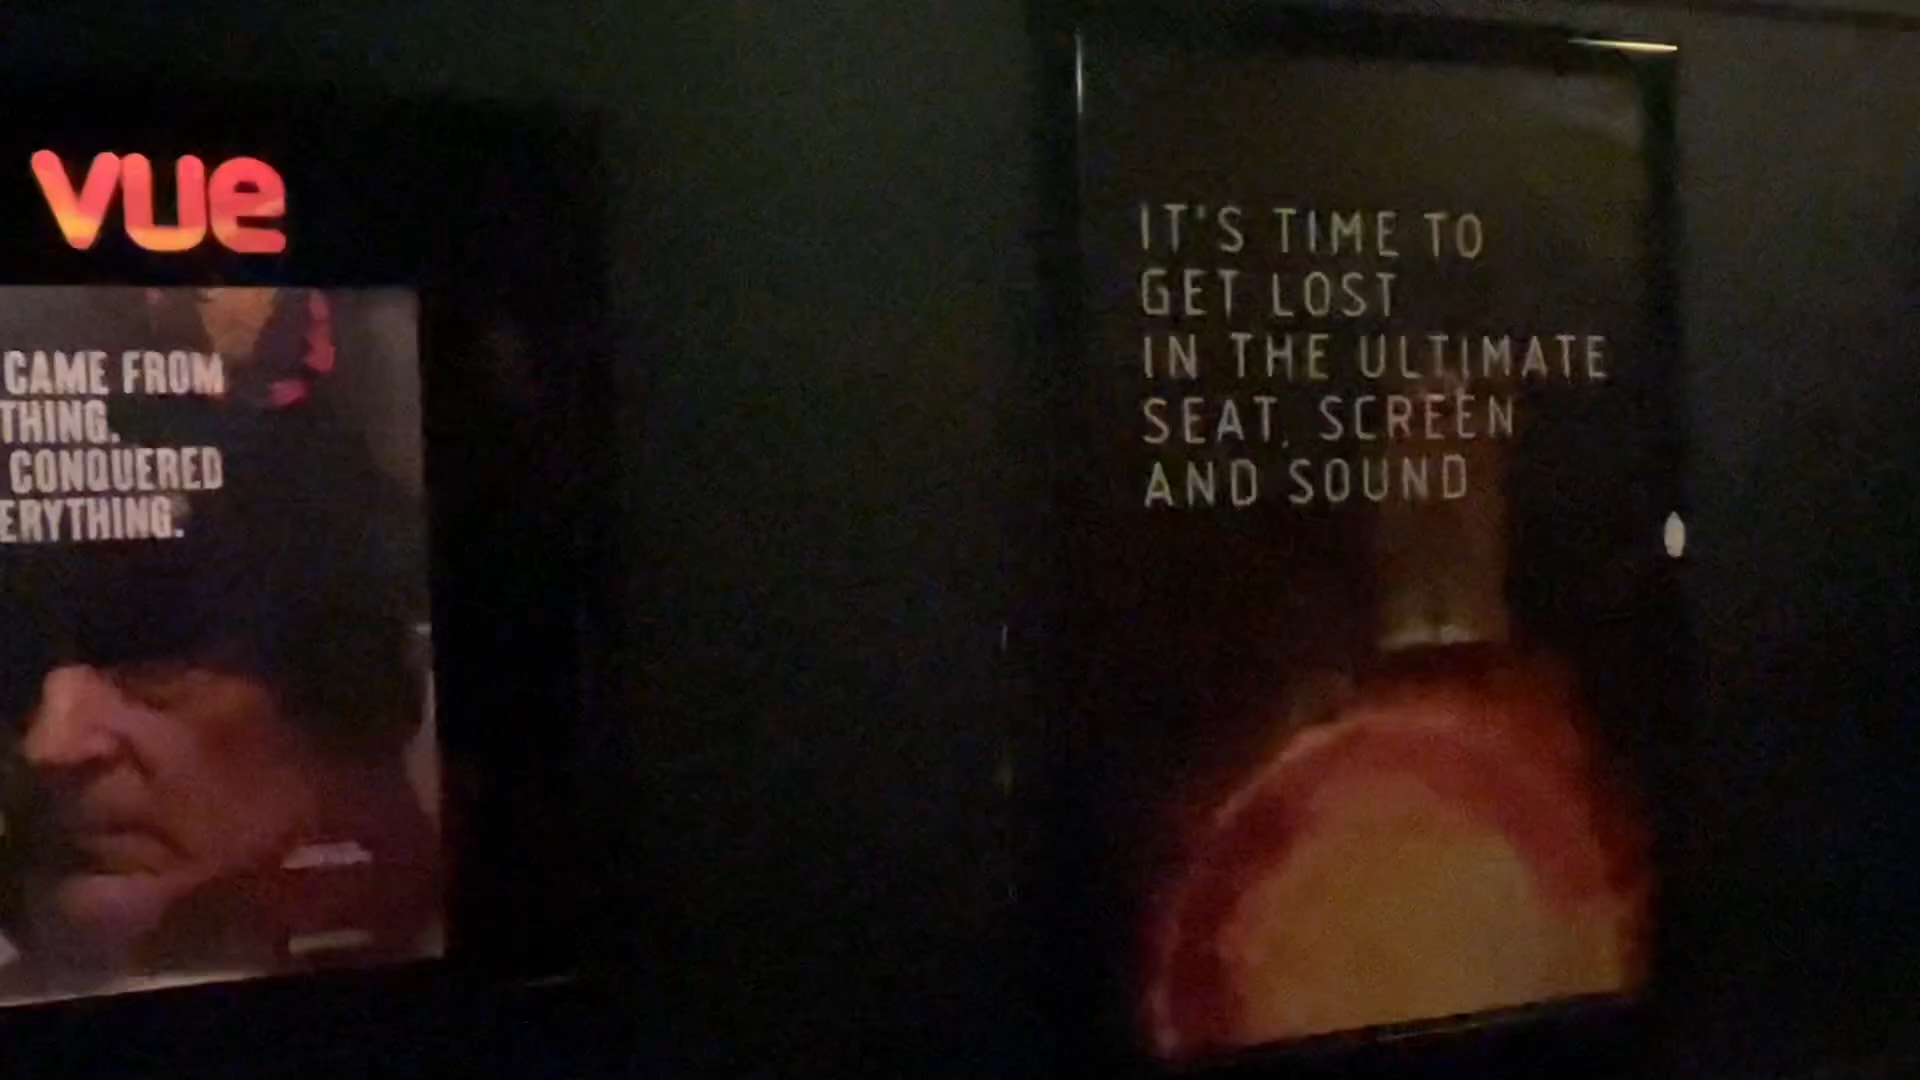 vue
CAME FROM
THING.
CONQUERED
ERYTHING.
IT'S TIME TO
GET LOST
IN THE ULTIMATE
SEAT, SCREEN
AND SOUND